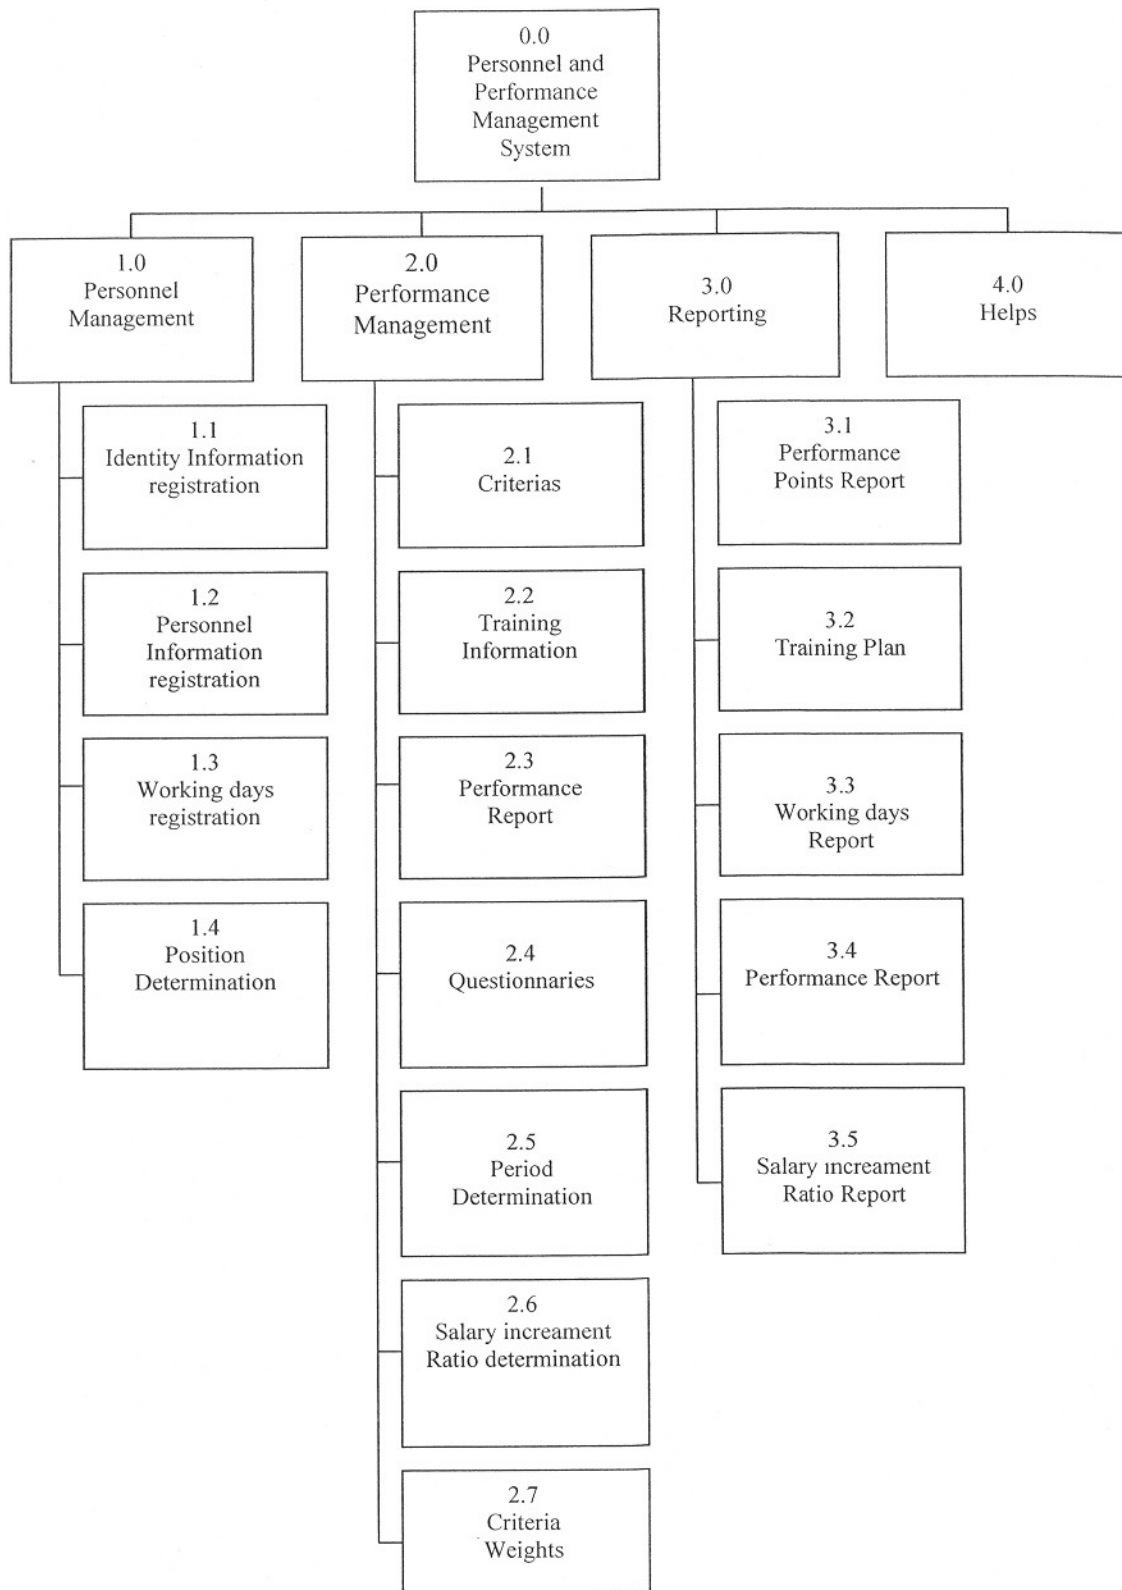 0.0
Personnel and
Performance
Management
System
1.0
Personnel
Management
2.0
Performance
Management
3.0
Reporting
4.0
Helps
1.1
Identity Information
registration
1.2
Personnel
Information
registration
1.3
Working days
registration
1.4
Position
Determination
2.1
Criterias
2.2
Training
Information
2.3
Performance
Report
2.4
Questionnaries
2.5
Period
Determination
2.6
Salary increament
Ratio determination
2.7
Criteria
Weights
3.1
Performance
Points Report
3.2
Training Plan
3.3
Working days
Report
3.4
Performance Report
3.5
Salary increament
Ratio Report